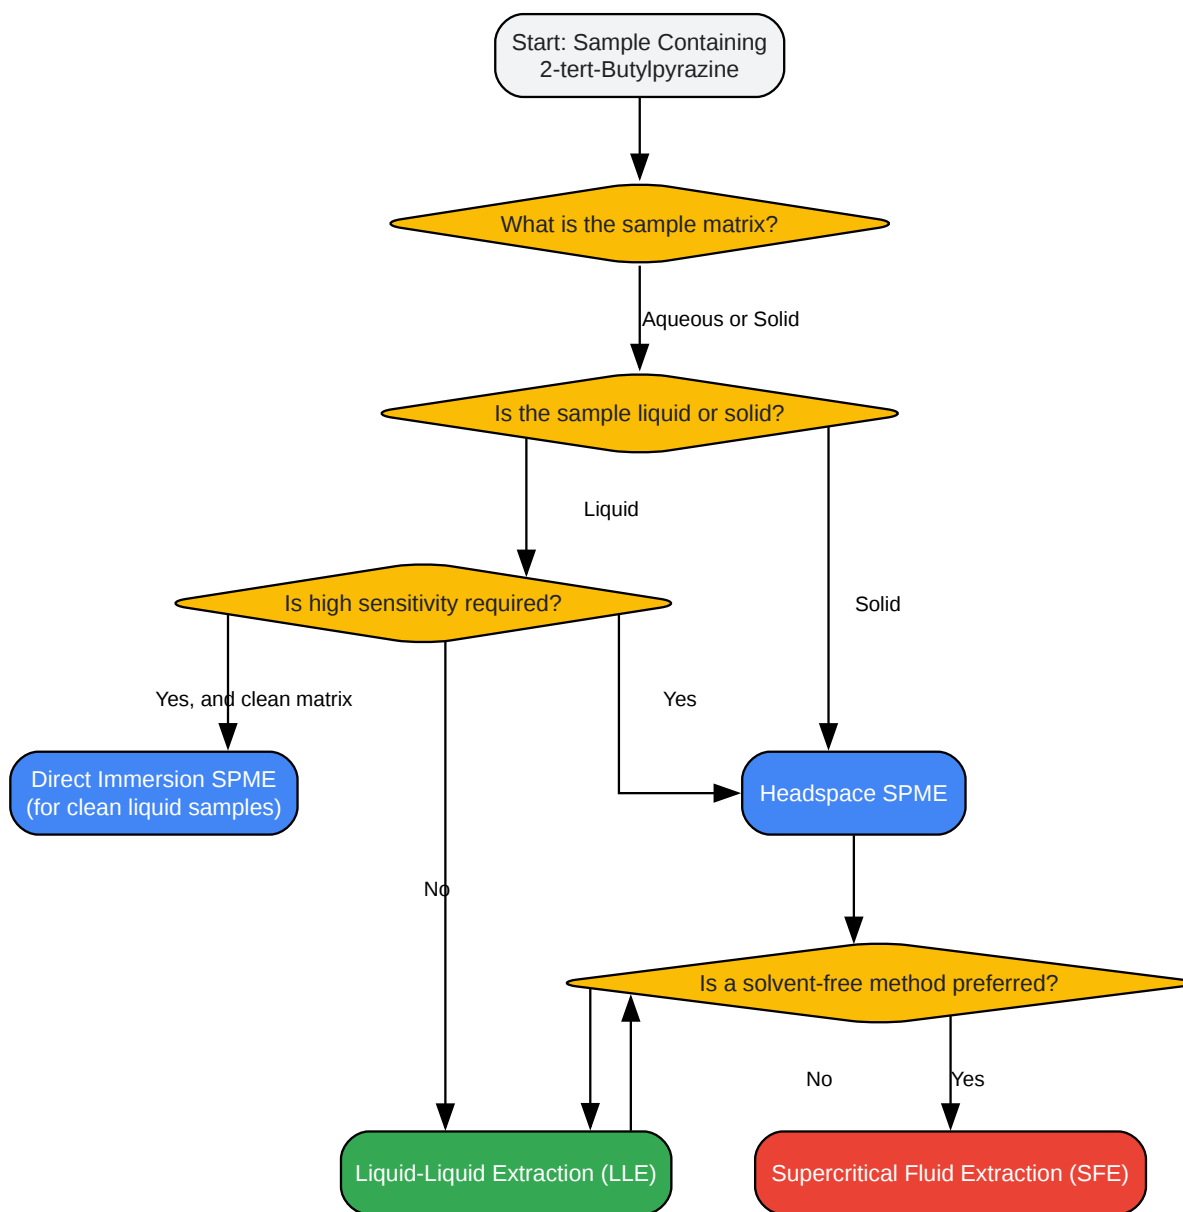 Start: Sample Containing
2-tert-Butylpyrazine
What is the sample matrix?
Aqueous or Solid
Is the sample liquid or solid?
Liquid
Is high sensitivity required?
Solid
Yes, and clean matrix
Yes
Direct Immersion SPME
(for clean liquid samples)
Headspace SPME
No
Is a solvent-free method preferred?
No
Yes
Liquid-Liquid Extraction (LLE)
Supercritical Fluid Extraction (SFE)